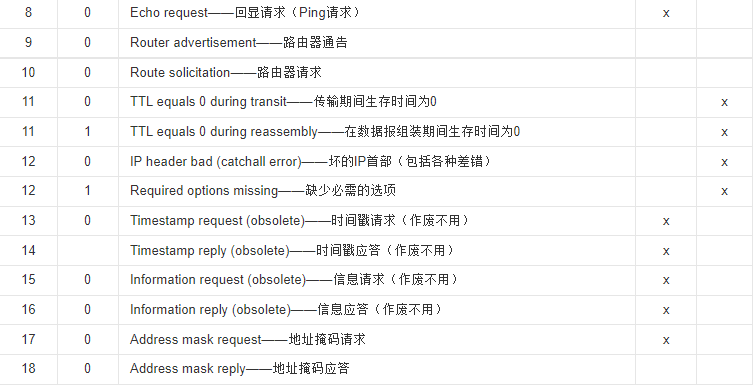 8 0 Echo request——回显请求（Ping请求） x
9 0 Router advertisement——路由器通告
10 0 Route solicitation——路由器请求
11 0 TTL equals 0 during transit——传输期间生存时间为0 x
11 1 TTL equals 0 during reassembly——在数据报组装期间生存时间为0 x
12 0 IP header bad (catchall error)——坏的IP首部（包括各种差错） x
12 1 Required options missing——缺少必需的选项 x
13 0 Timestamp request (obsolete)——时间戳请求（作废不用） x
14 Timestamp reply (obsolete)——时间戳应答（作废不用） x
15 0 Information request (obsolete)——信息请求（作废不用） x
16 0 Information reply (obsolete)——信息应答（作废不用） x
17 0 Address mask request——地址掩码请求 x
18 0 Address mask reply——地址掩码应答